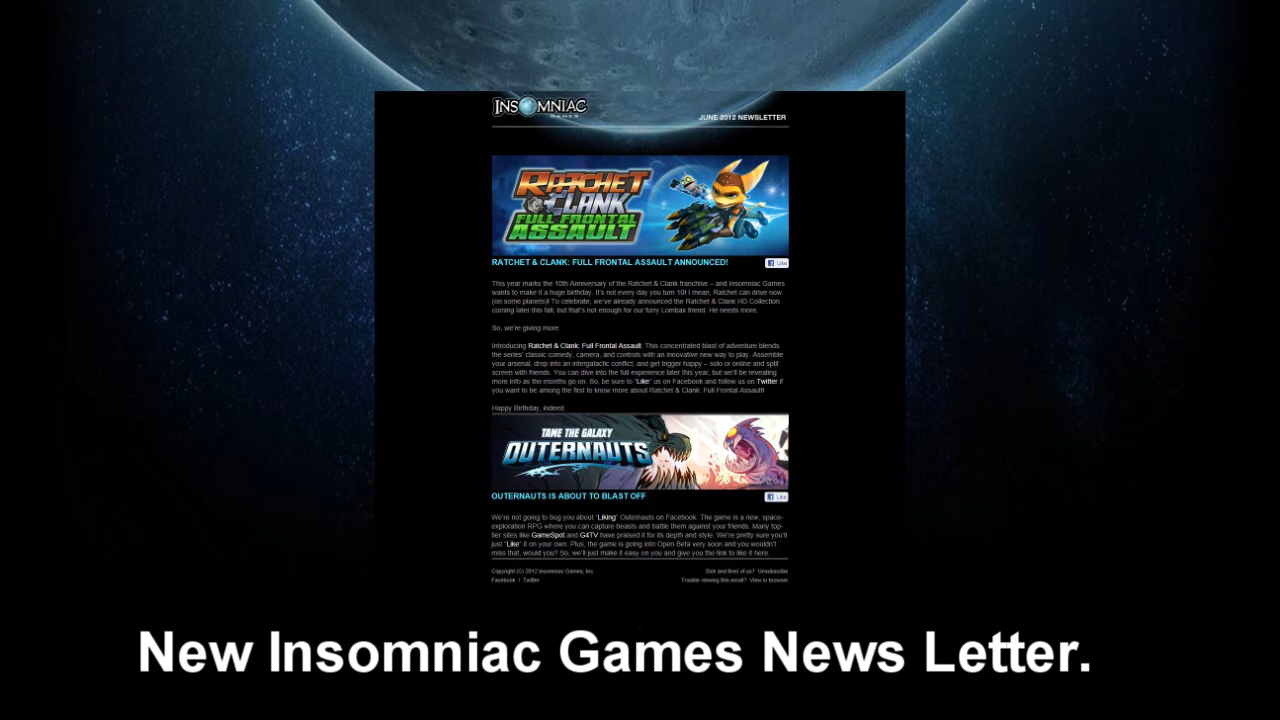 INSOMNIAC
GAMES
JUNE 2012 NEWSLETTER
RATCHET
CLANK
FULL FRONTAL
ASSAULT
RATCHET & CLANK: FULL FRONTAL ASSAULT ANNOUNCED!
Like
This year marks the 10th Anniversary of the Ratchet & Clank franchise – and Insomniac Games
wants to make it a huge birthday. It's not every day you turn 10! I mean, Ratchet can drive now
(on some planets)! To celebrate, we've already announced the Ratchet & Clank HD Collection
coming later this fall, but that's not enough for our furry Lombax friend. He needs more.
So, we're giving more.
Introducing Ratchet & Clank: Full Frontal Assault. This concentrated blast of adventure blends
the series' classic comedy, camera, and controls with an innovative new way to play. Assemble
your arsenal, drop into an intergalactic conflict, and get trigger happy – solo or online and split
screen with friends. You can dive into the full experience later this year, but we'll be revealing
more info as the months go on. So, be sure to "Like" us on Facebook and follow us on Twitter if
you want to be among the first to know more about Ratchet & Clank: Full Frontal Assault!
Happy Birthday, indeed.
TAME THE GALAXY
OUTERNAUTS
OUTERNAUTS IS ABOUT TO BLAST OFF
Like
We're not going to bug you about "Liking" Outernauts on Facebook. The game is a new, space-
exploration RPG where you can capture beasts and battle them against your friends. Many top-
tier sites like GameSpot and G4TV have praised it for its depth and style. We're pretty sure you'll
just "Like" it on your own. Plus, the game is going into Open Beta very soon and you wouldn't
miss that, would you? So, we'll just make it easy on you and give you the link to like it here.
Copyright (C) 2012 Insomniac Games, Inc.
Sick and tired of us? Unsubscribe
Facebook / Twitter
Trouble viewing this email? View in browser
New Insomniac Games News Letter.